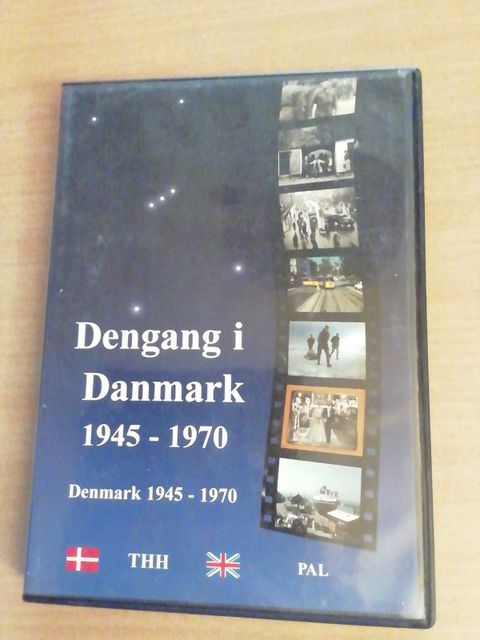 Dengang i
Danmark
1945 - 1970
Denmark 1945 - 1970
THH PAL